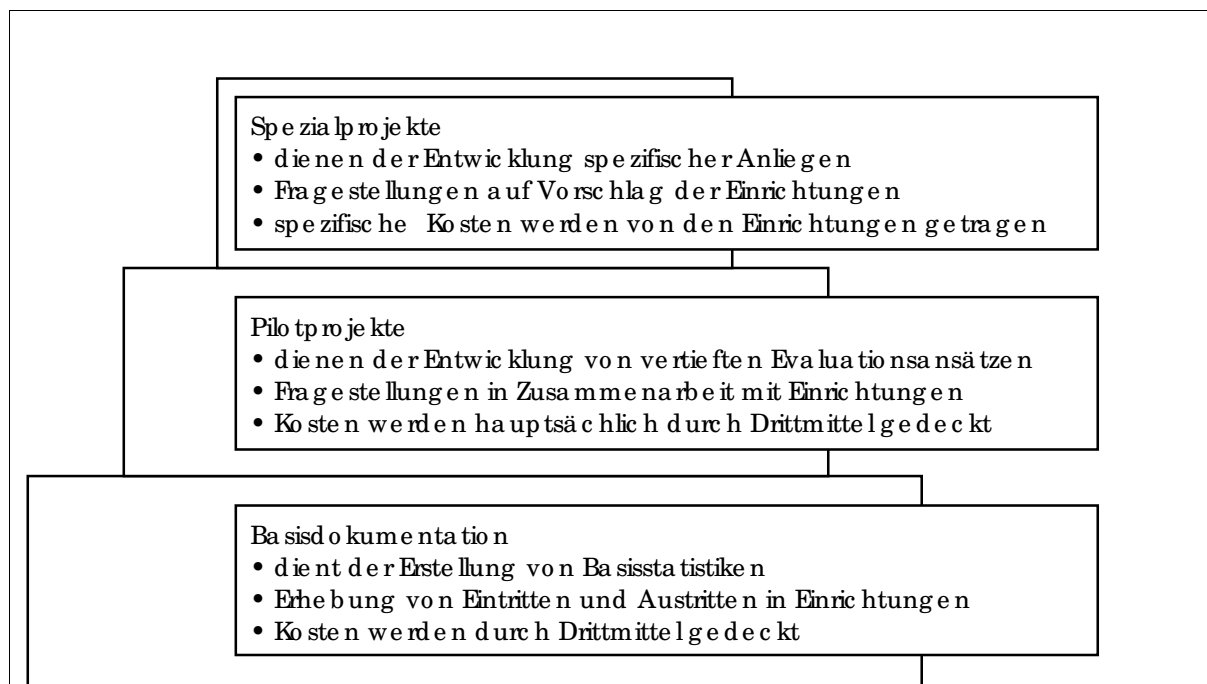 Spezialprojekte
• dienen der Entwicklung spezifischer Anliegen
• Fragestellungen auf Vorschlag der Einrichtungen
• spezifische Kosten werden von den Einrichtungen getragen
Pilotprojekte
• dienen der Entwicklung von vertieften Evaluationsansätzen
• Fragestellungen in Zusammenarbeit mit Einrichtungen
• Kosten werden hauptsächlich durch Drittmittel gedeckt
Basisdokumentation
• dient der Erstellung von Basisstatistiken
• Erhebung von Eintritten und Austritten in Einrichtungen
• Kosten werden durch Drittmittel gedeckt